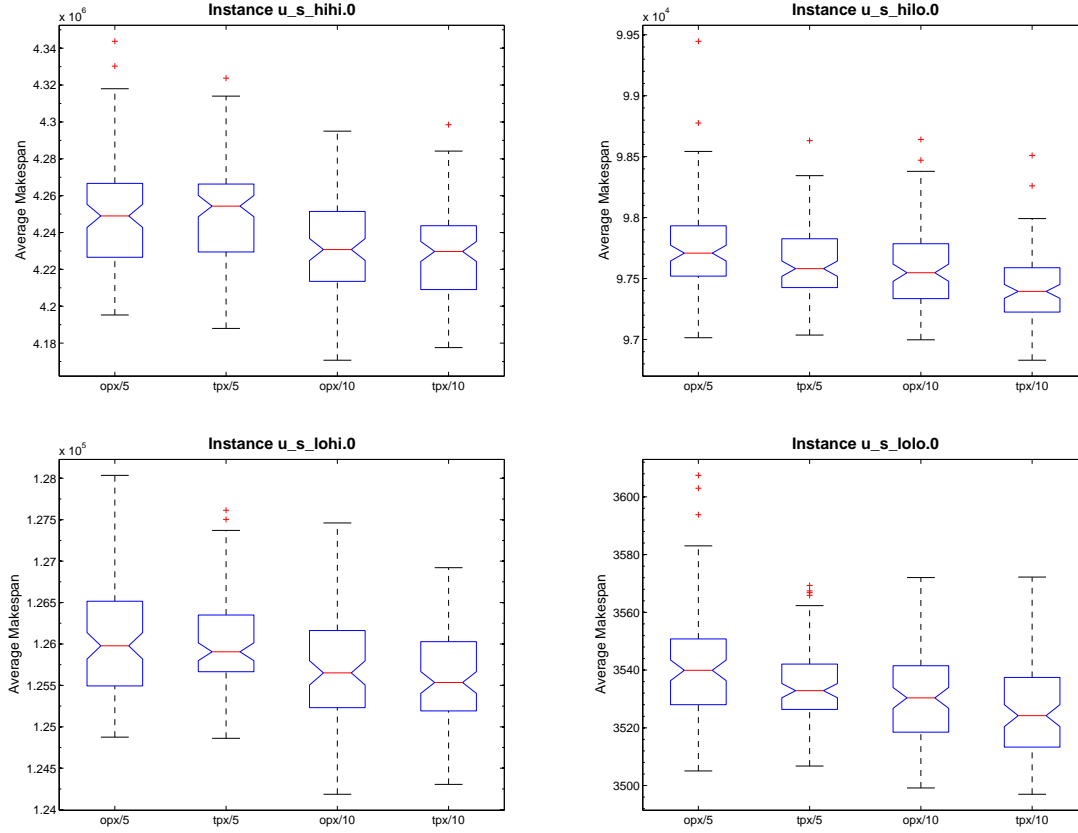 Instance u_s_hihi.0
x 10^6
Average Makespan
4.34
4.32
4.3
4.28
4.26
4.24
4.22
4.2
4.18
opx/5 tpx/5 opx/10 tpx/10
Instance u_s_hilo.0
x 10^4
Average Makespan
9.95
9.9
9.85
9.8
9.75
9.7
opx/5 tpx/5 opx/10 tpx/10
Instance u_s_lohi.0
x 10^5
Average Makespan
1.28
1.275
1.27
1.265
1.26
1.255
1.25
1.245
1.24
opx/5 tpx/5 opx/10 tpx/10
Instance u_s_lolo.0
Average Makespan
3600
3580
3560
3540
3520
3500
opx/5 tpx/5 opx/10 tpx/10